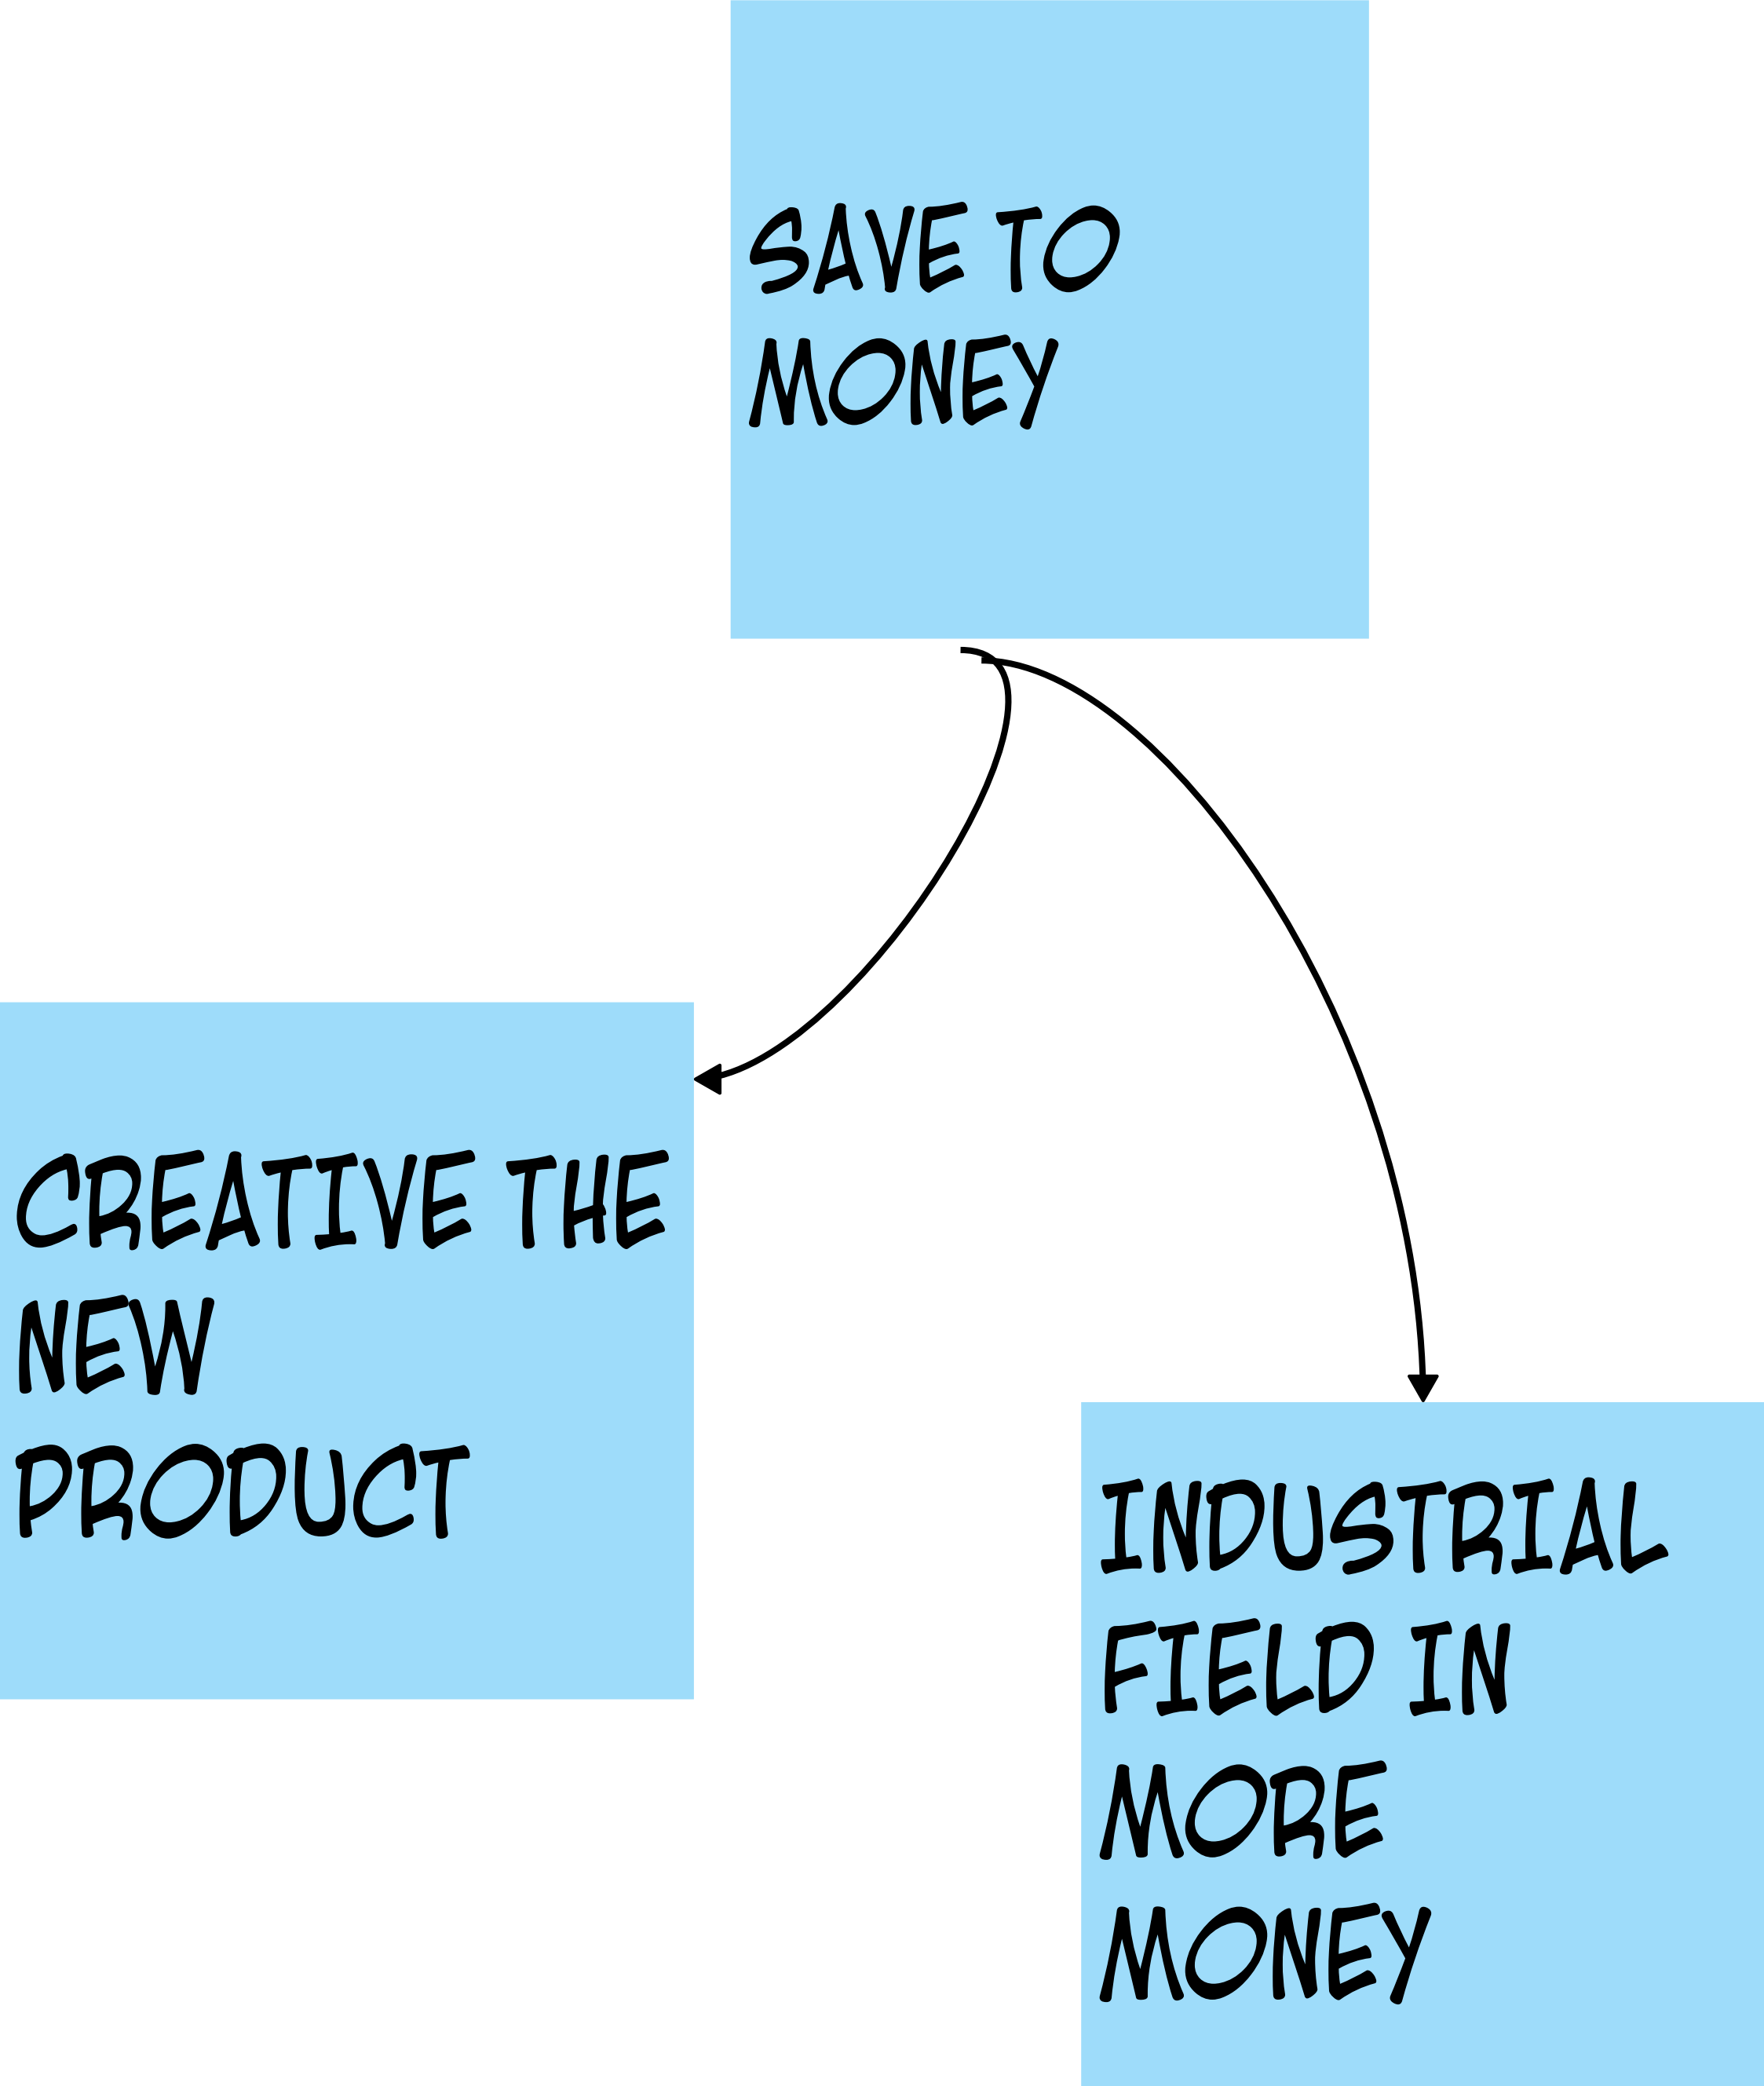 SAVE TO
MONEY
CREATIVE THE
NEW
PRODUCT
INDUSTRIAL
FIELD IN
MORE
MONEY